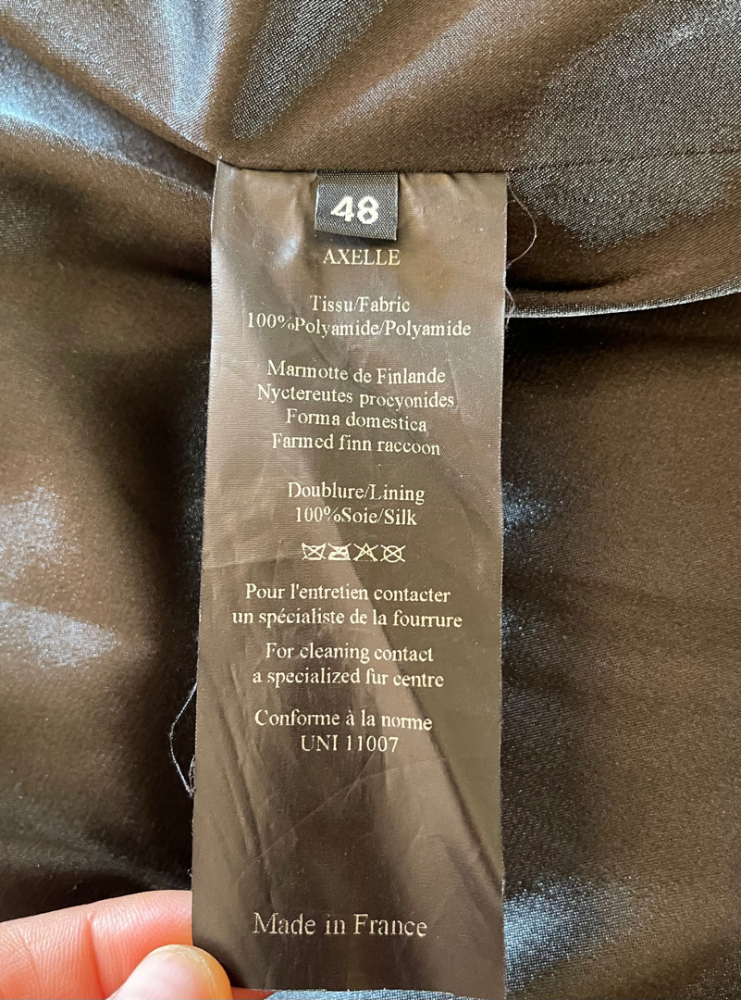 48
AXELLE
Tissu/Fabric
100%Polyamide/Polyamide
Marmotte de Finlande
Nyctereutes procyonides
Forma domestica
Farmed finn raccoon
Doublure/Lining
100%Soie/Silk
Pour l'entretien contacter
un spécialiste de la fourrure
For cleaning contact
a specialized fur centre
Conforme à la norme
UNI 11007
Made in France